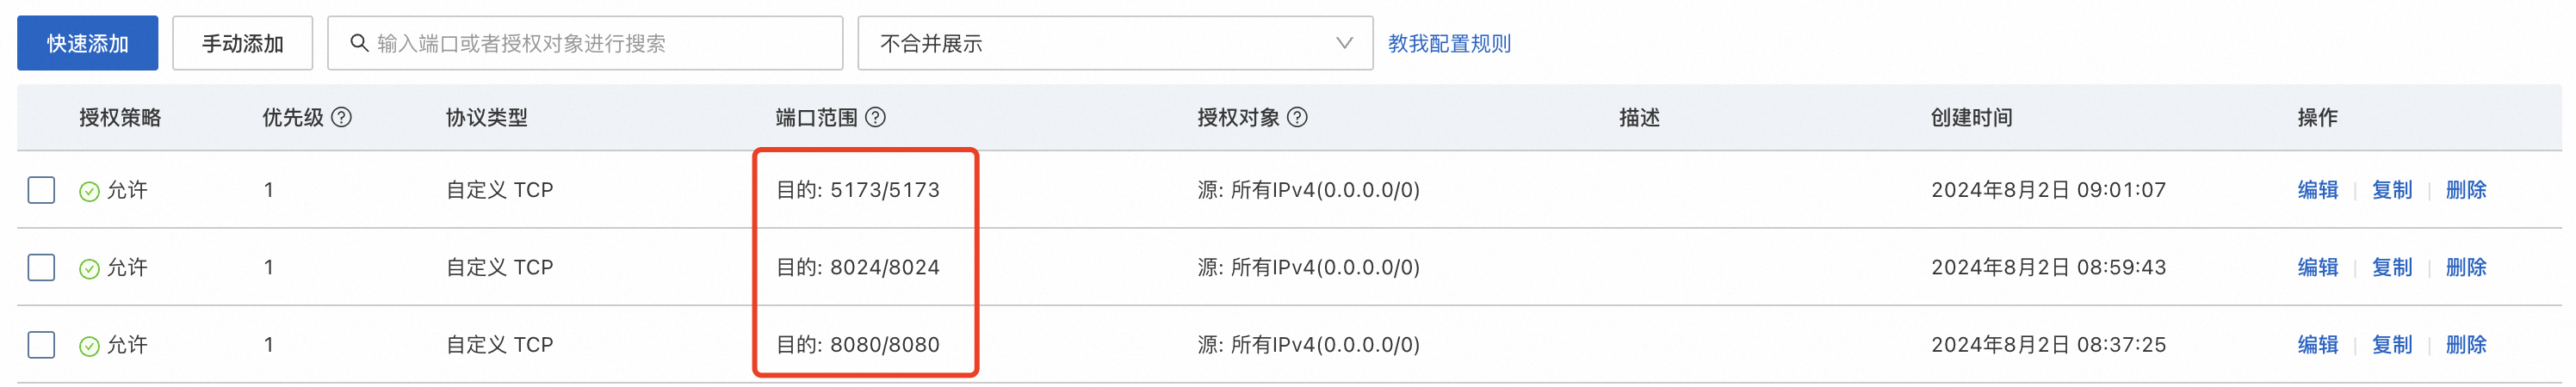 快速添加 手动添加 输入端口或者授权对象进行搜索 不合并展示 教我配置规则
授权策略 优先级 协议类型 端口范围 授权对象 描述 创建时间 操作
允许 1 自定义 TCP 目的: 5173/5173 源: 所有IPv4(0.0.0.0/0) 2024年8月2日 09:01:07 编辑 复制 删除
允许 1 自定义 TCP 目的: 8024/8024 源: 所有IPv4(0.0.0.0/0) 2024年8月2日 08:59:43 编辑 复制 删除
允许 1 自定义 TCP 目的: 8080/8080 源: 所有IPv4(0.0.0.0/0) 2024年8月2日 08:37:25 编辑 复制 删除